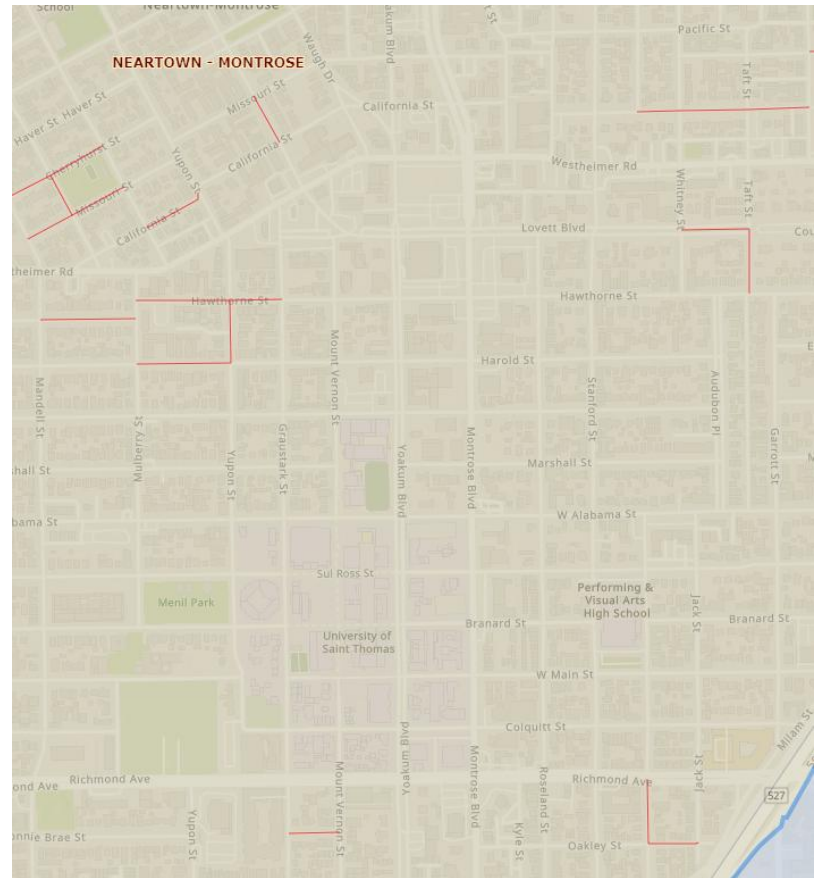 School
Neartown-Montrose
NEARTOWN - MONTROSE
Waugh Dr
akum Blvd
t St
Pacific St
Taft St
Haver St
Haver St
Missouri St
California St
California St
Cherryhurst St
Yupon St
Missouri St
California St
Westheimer Rd
Whitney St
Taft St
Lovett Blvd
Cou
theimer Rd
Hawthorne St
Hawthorne St
Mount Vernon St
Harold St
E
Mandell St
Stanford St
Audubon Pl
Mulberry St
Yupon St
Graustark St
Yoakum Blvd
Montrose Blvd
Garrott St
hall St
Marshall St
M
bama St
W Alabama St
Sul Ross St
Performing &
Visual Arts
High School
Menil Park
Jack St
Branard St
Branard St
University of
Saint Thomas
W Main St
Colquitt St
Milam St
Yoakum Blvd
Montrose Blvd
Roseland St
Jack St
ond Ave
Richmond Ave
Richmond Ave
527
Mount Vernon St
onnie Brae St
Yupon St
Kyle St
Oakley St